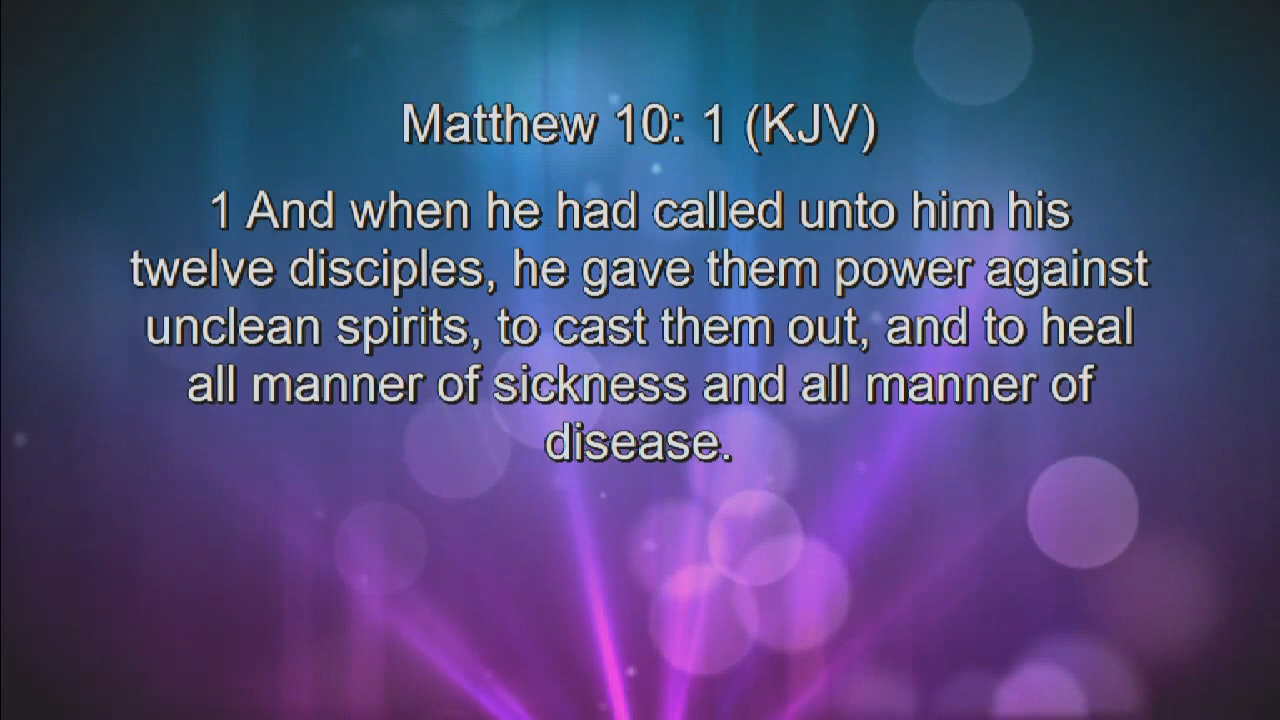 Matthew 10: 1 (KJV)
1 And when he had called unto him his
twelve disciples, he gave them power against
unclean spirits, to cast them out, and to heal
all manner of sickness and all manner of
disease.